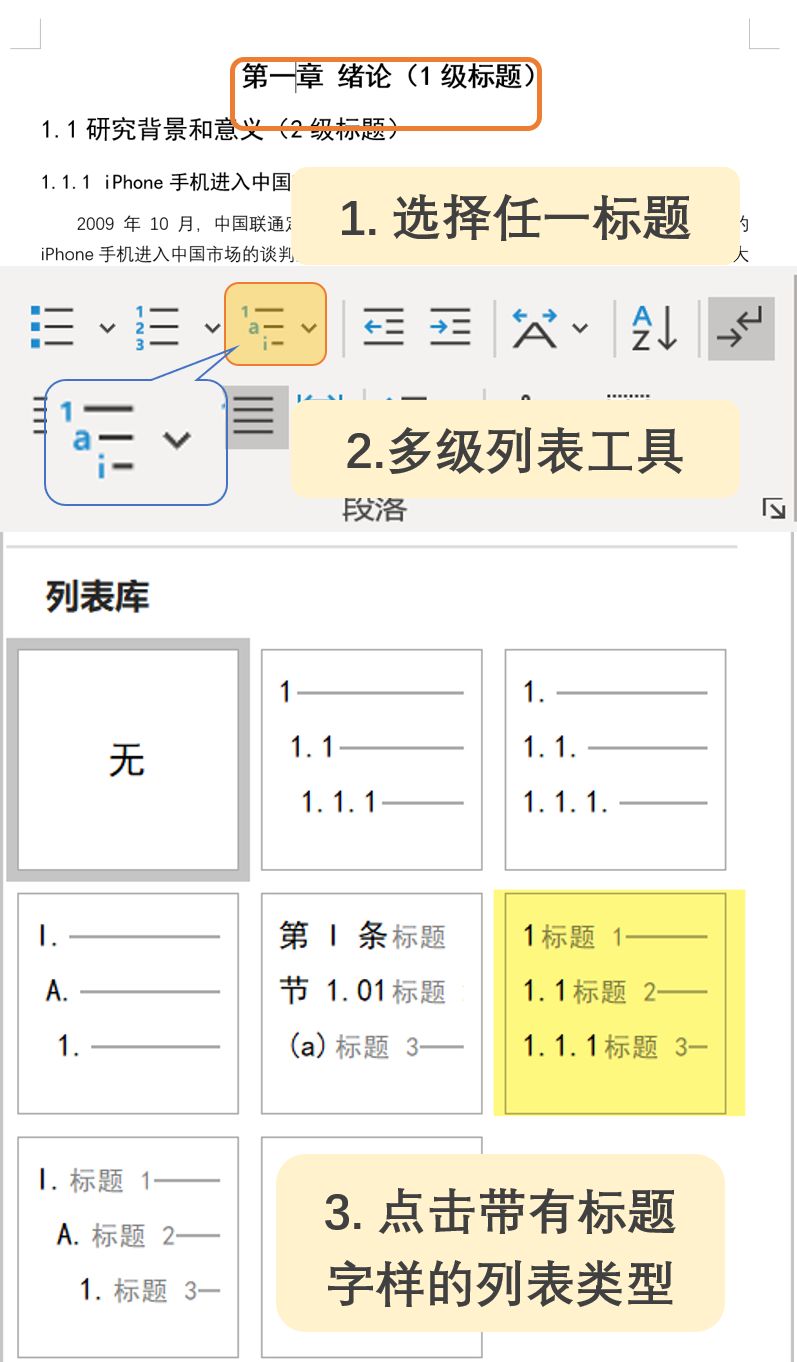 第一章 绪论（1 级标题）
1.1 研究背景和意义（2 级标题）
1.1.1 iPhone 手机进入中国
1. 选择任一标题
2009 年 10 月，中国联通 的
iPhone 手机进入中国市场的谈判 大
2.多级列表工具
段落
列表库
无
1
1.1
1.1.1
1.
1.1.
1.1.1.
I.
A.
1.
第 I 条标题
节 1.01标题
(a)标题 3
1标题 1
1.1标题 2
1.1.1标题 3
I. 标题 1
A. 标题 2
1. 标题 3
3. 点击带有标题
字样的列表类型